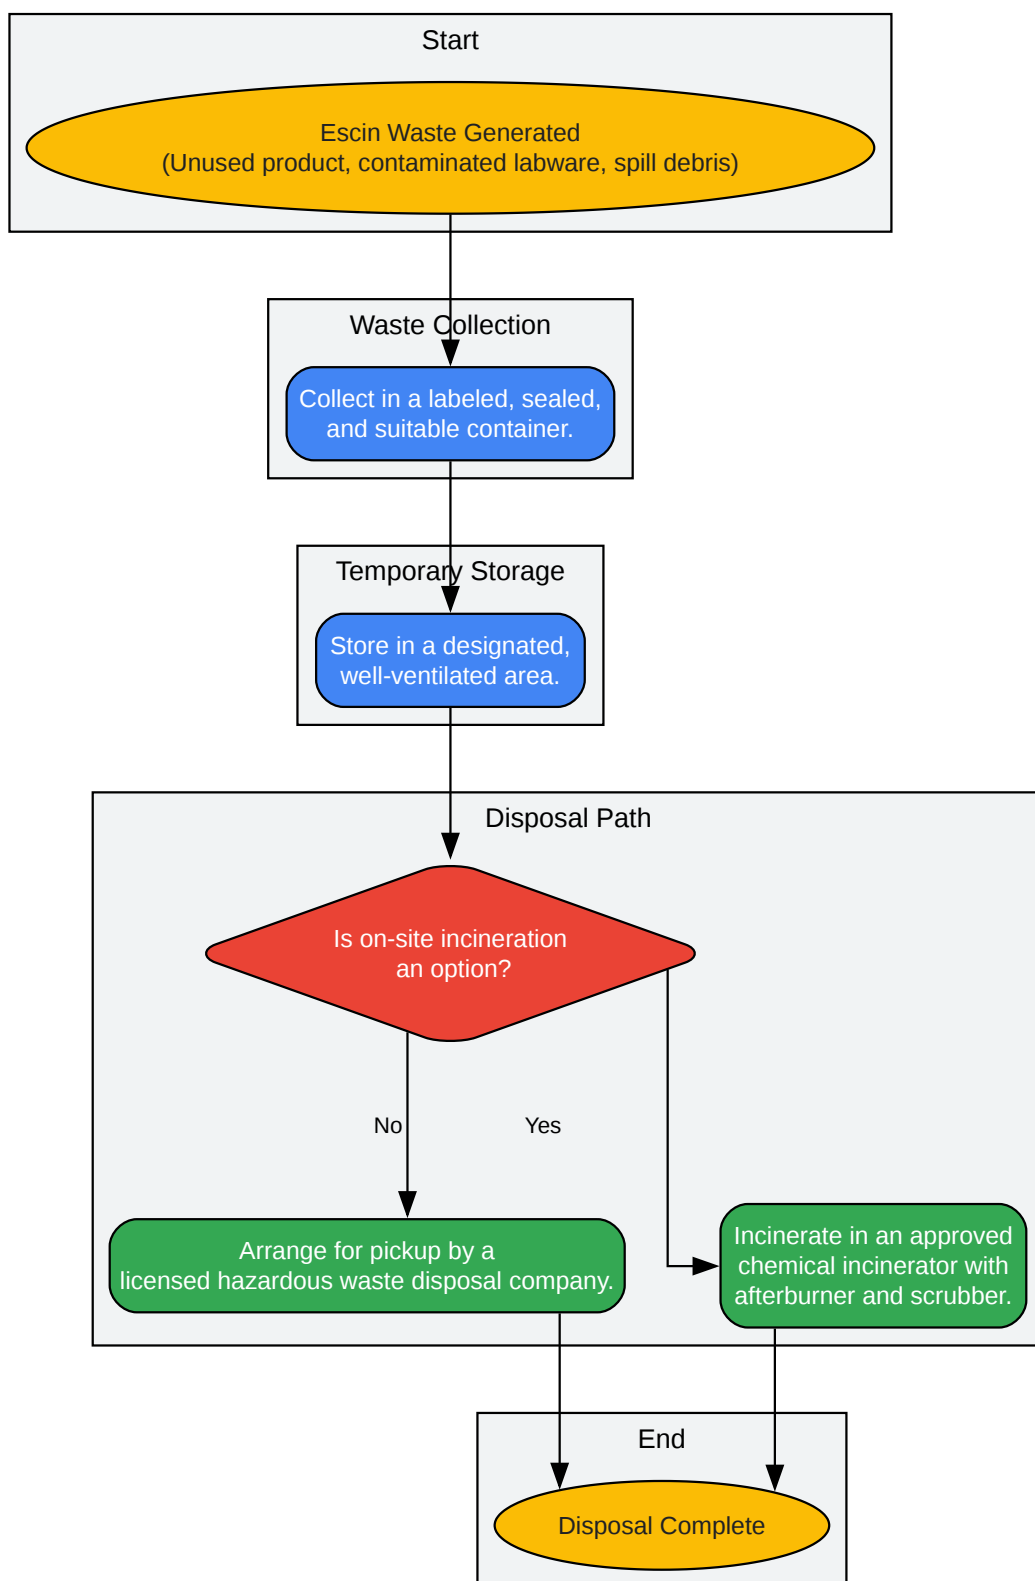 Start
Escin Waste Generated
(Unused product, contaminated labware, spill debris)
Waste Collection
Collect in a labeled, sealed,
and suitable container.
Temporary Storage
Store in a designated,
well-ventilated area.
Disposal Path
Is on-site incineration
an option?
No
Yes
Arrange for pickup by a
licensed hazardous waste disposal company.
Incinerate in an approved
chemical incinerator with
afterburner and scrubber.
End
Disposal Complete